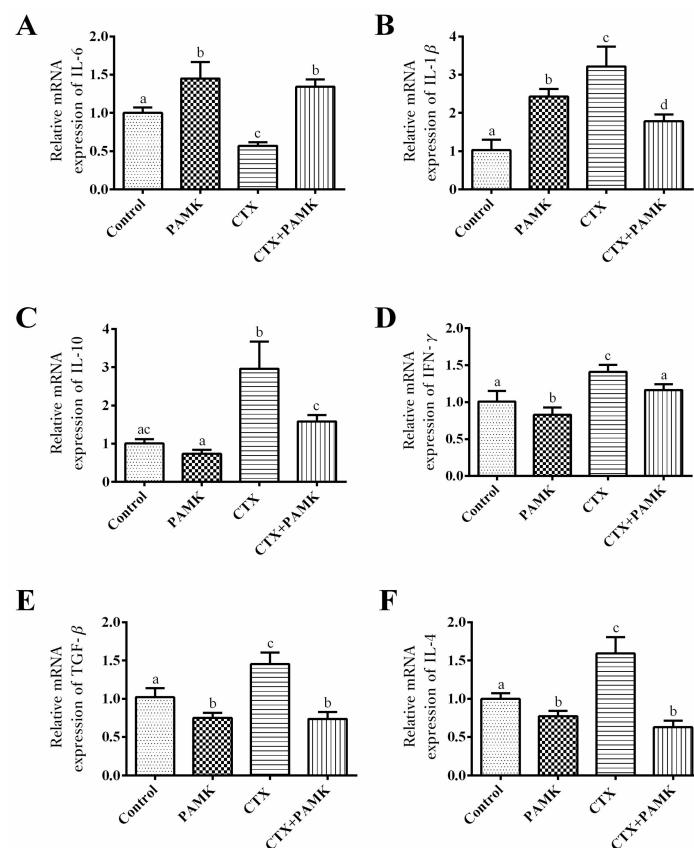 A
Relative mRNA
expression of IL-6
2.0
1.5
1.0
0.5
0.0
a
b
c
b
Control
PAMK
CTX
CTX+PAMK
B
Relative mRNA
expression of IL-1β
4
3
2
1
0
a
b
c
d
Control
PAMK
CTX
CTX+PAMK
C
Relative mRNA
expression of IL-10
4
3
2
1
0
ac
a
b
c
Control
PAMK
CTX
CTX+PAMK
D
Relative mRNA
expression of IFN-γ
2.0
1.5
1.0
0.5
0.0
a
b
c
a
Control
PAMK
CTX
CTX+PAMK
E
Relative mRNA
expression of TGF-β
2.0
1.5
1.0
0.5
0.0
a
b
c
b
Control
PAMK
CTX
CTX+PAMK
F
Relative mRNA
expression of IL-4
2.0
1.5
1.0
0.5
0.0
a
b
c
b
Control
PAMK
CTX
CTX+PAMK